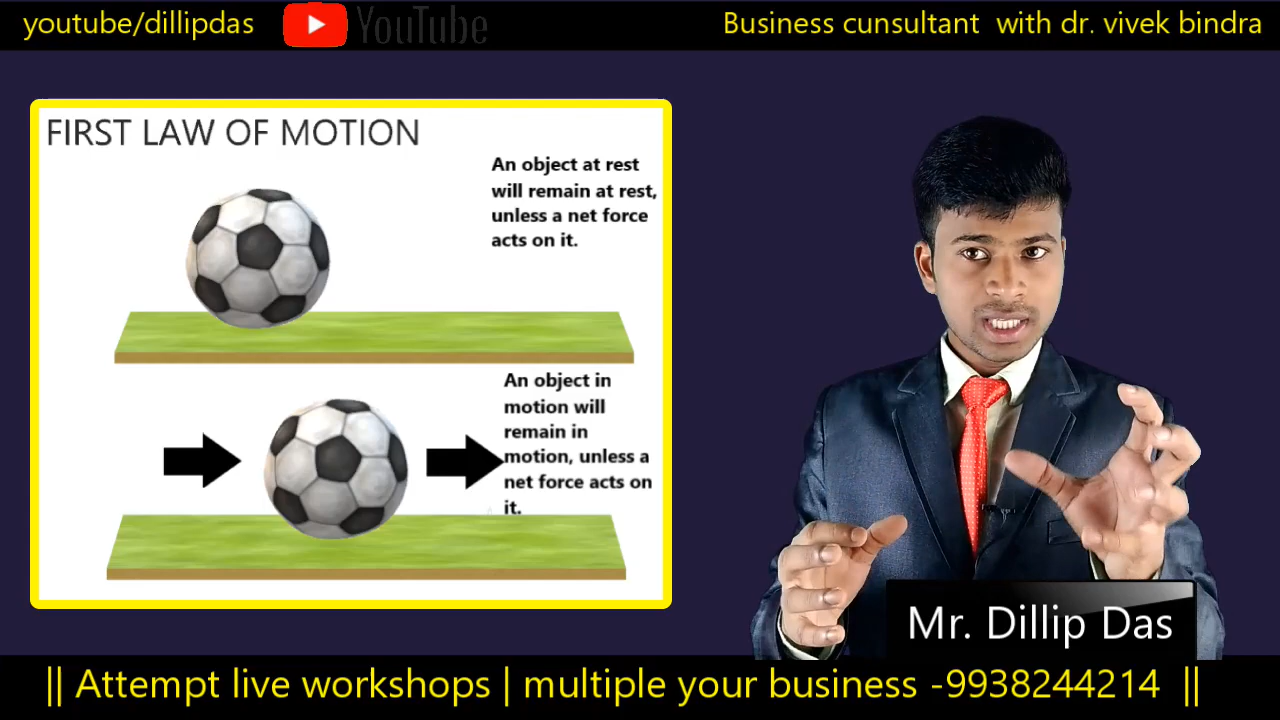 youtube/dillipdas
YouTube
Business cunsultant with dr. vivek bindra
FIRST LAW OF MOTION
An object at rest
will remain at rest,
unless a net force
acts on it.
An object in
motion will
remain in
motion, unless a
net force acts on
it.
Mr. Dillip Das
|| Attempt live workshops | multiple your business -9938244214 ||